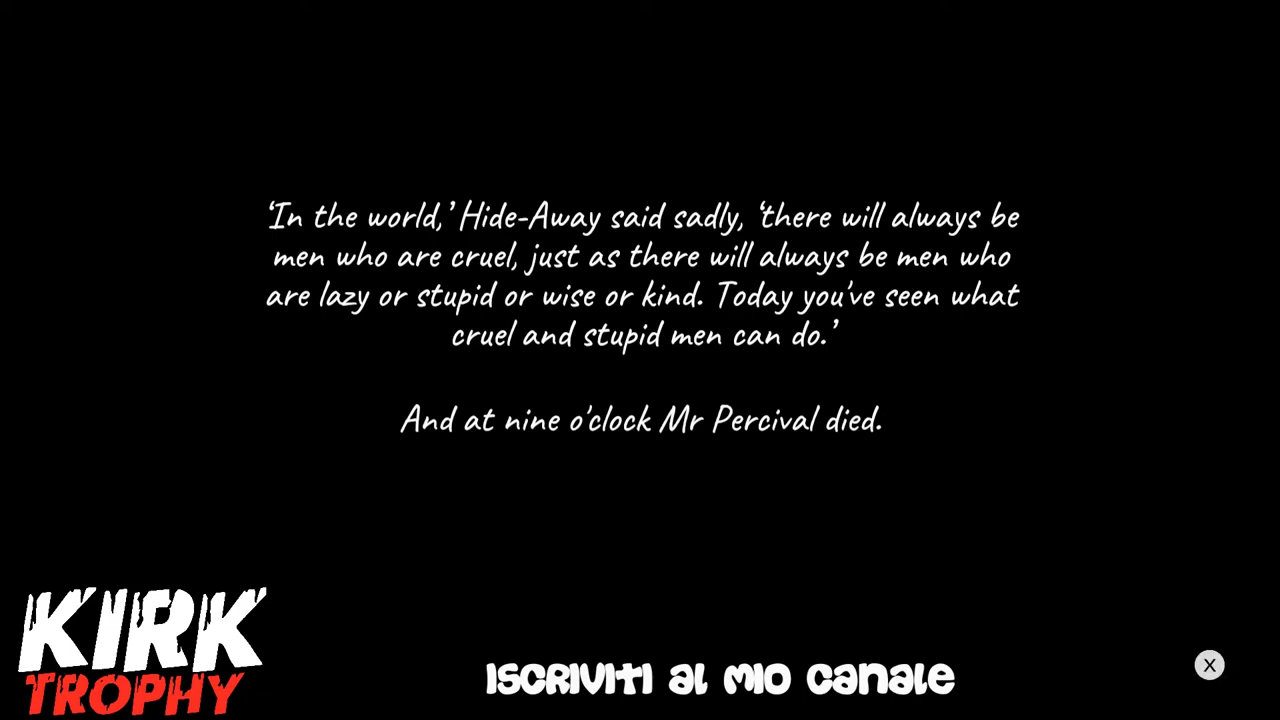 ‘In the world,’ Hide-Away said sadly, ‘there will always be
men who are cruel, just as there will always be men who
are lazy or stupid or wise or kind. Today you've seen what
cruel and stupid men can do.’
And at nine o'clock Mr Percival died.
KIRK
TROPHY
ISCRIVITI AL MIO CANALE
X